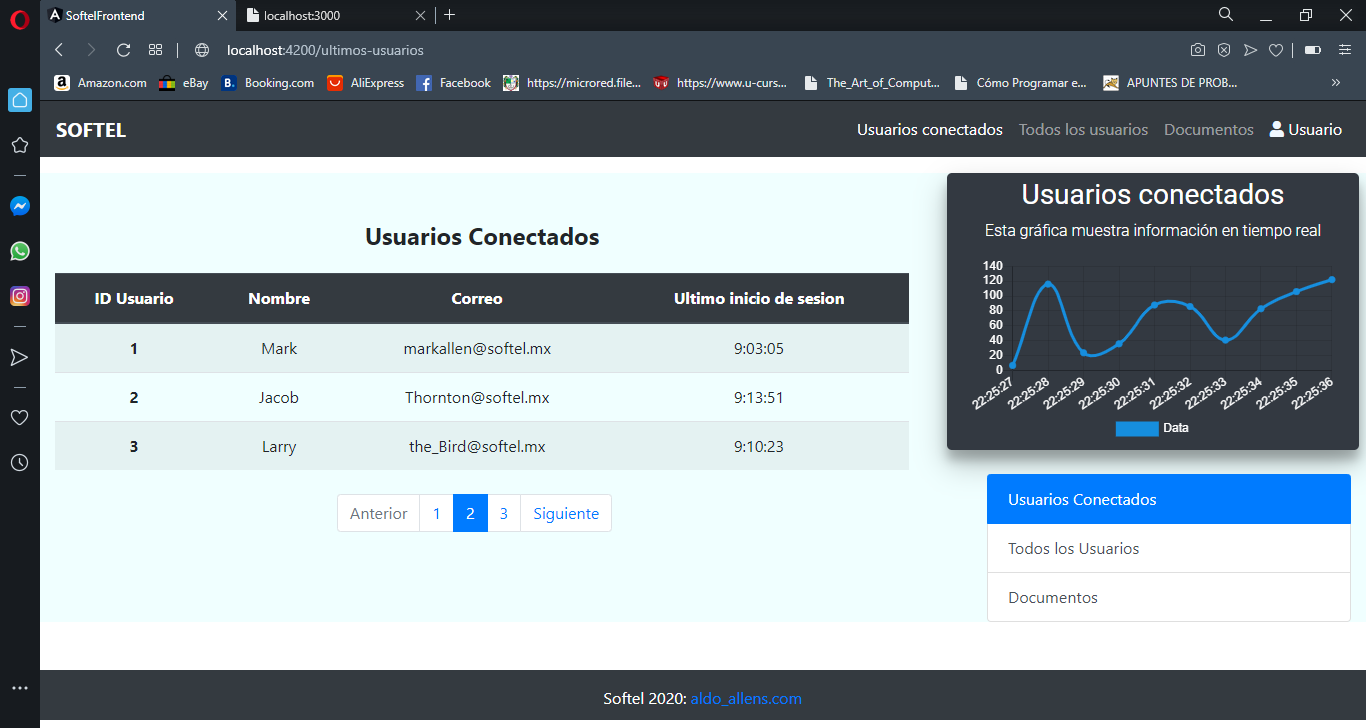 SoftelFrontend
localhost:3000
localhost:4200/ultimos-usuarios
Amazon.com
eBay
B. Booking.com
AliExpress
Facebook
https://microred.file...
https://www.u-curs...
The_Art_of_Comput...
Cómo Programar e...
APUNTES DE PROB...
SOFTEL
Usuarios conectados
Todos los usuarios
Documentos
Usuario
Usuarios Conectados
ID Usuario Nombre Correo Ultimo inicio de sesion
1 Mark markallen@softel.mx 9:03:05
2 Jacob Thornton@softel.mx 9:13:51
3 Larry the_Bird@softel.mx 9:10:23
Anterior 1 2 3 Siguiente
Usuarios conectados
Esta gráfica muestra información en tiempo real
140
120
100
80
60
40
20
0
22:25:27 22:25:28 22:25:29 22:25:30 22:25:31 22:25:32 22:25:33 22:25:34 22:25:35 22:25:36
Data
Usuarios Conectados
Todos los Usuarios
Documentos
Softel 2020: aldo_allens.com